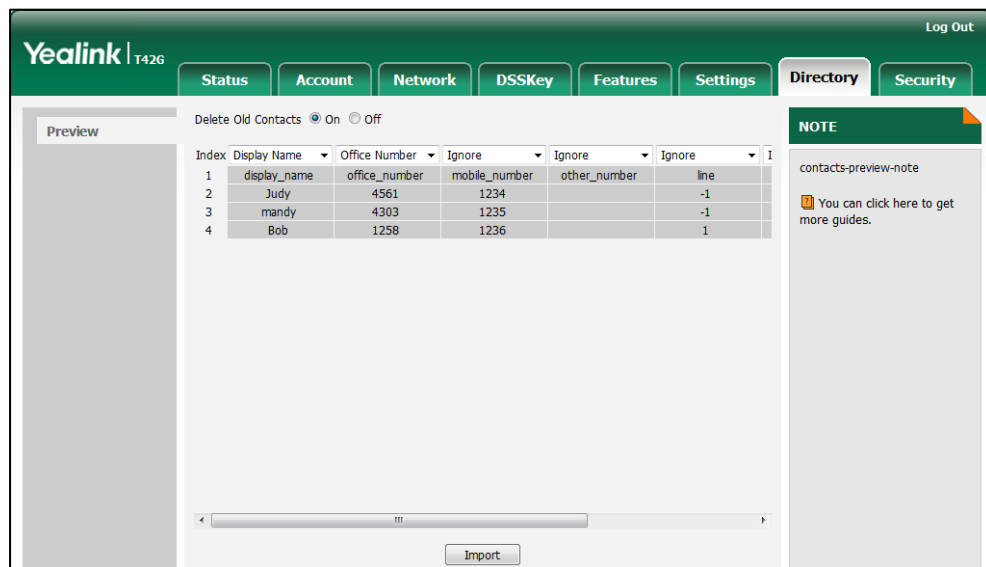 Log Out
Yealink T42G
Status Account Network DSSKey Features Settings Directory Security
Preview
Delete Old Contacts On Off
NOTE
Index Display Name Office Number Ignore Ignore Ignore I
1 display_name office_number mobile_number other_number line
2 Judy 4561 1234 -1
3 mandy 4303 1235 -1
4 Bob 1258 1236 1
contacts-preview-note
You can click here to get
more guides.
Import